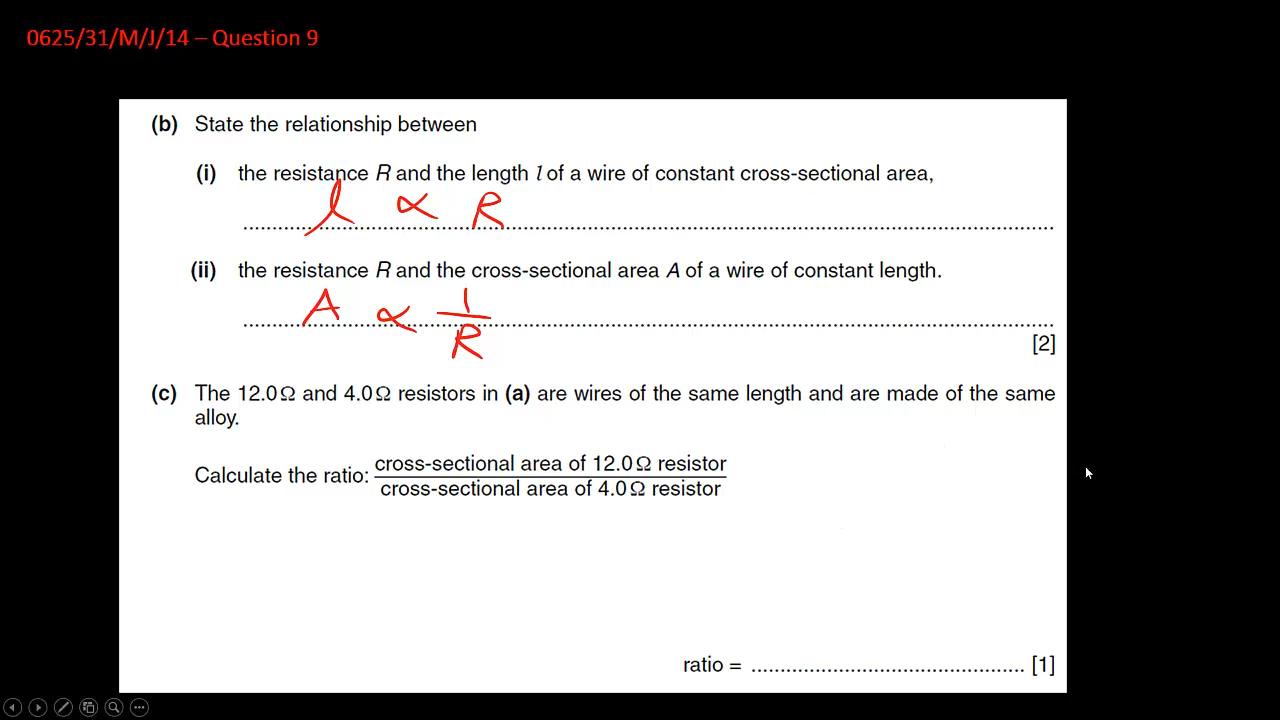 0625/31/M/J/14 – Question 9
(b) State the relationship between
(i) the resistance R and the length l of a wire of constant cross-sectional area,
l ∝ R
(ii) the resistance R and the cross-sectional area A of a wire of constant length.
A ∝ 1/R
[2]
(c) The 12.0 Ω and 4.0 Ω resistors in (a) are wires of the same length and are made of the same
alloy.
Calculate the ratio: cross-sectional area of 12.0 Ω resistor
cross-sectional area of 4.0 Ω resistor
ratio = ............................................... [1]